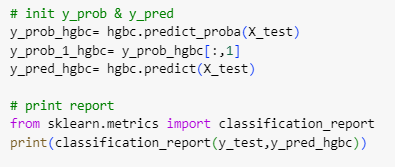 # init y_prob & y_pred
y_prob_hgbc= hgbc.predict_proba(X_test)
y_prob_1_hgbc= y_prob_hgbc[:,1]
y_pred_hgbc= hgbc.predict(X_test)
# print report
from sklearn.metrics import classification_report
print(classification_report(y_test,y_pred_hgbc))